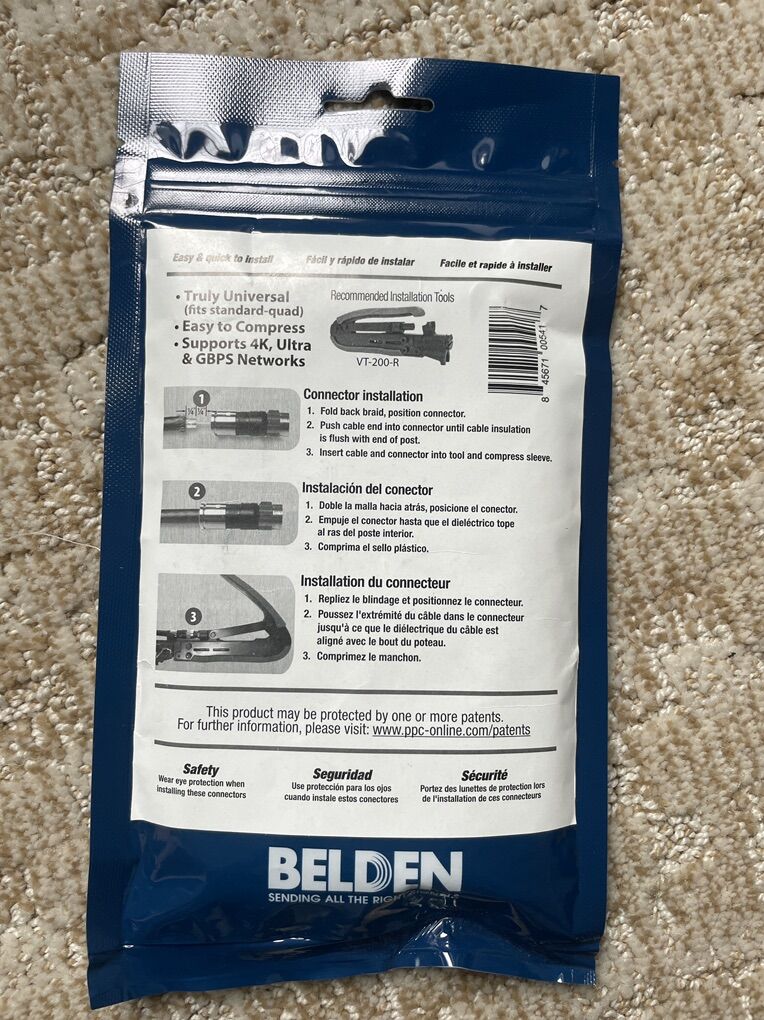 Easy & quick to install
Fácil y rápido de instalar
Facile et rapide à installer
• Truly Universal
(fits standard-quad)
• Easy to Compress
• Supports 4K, Ultra
& GBPS Networks
Recommended Installation Tools
VT-200-R
8 45671 00541 7
1
¼" ¼"
Connector installation
1. Fold back braid, position connector.
2. Push cable end into connector until cable insulation
is flush with end of post.
3. Insert cable and connector into tool and compress sleeve.
2
Instalación del conector
1. Doble la malla hacia atrás, posicione el conector.
2. Empuje el conector hasta que el dieléctrico tope
al ras del poste interior.
3. Comprima el sello plástico.
3
Installation du connecteur
1. Repliez le blindage et positionnez le connecteur.
2. Poussez l'extrémité du câble dans le connecteur
jusqu'à ce que le diélectrique du câble est
aligné avec le bout du poteau.
3. Comprimez le manchon.
This product may be protected by one or more patents.
For further information, please visit: www.ppc-online.com/patents
Safety
Wear eye protection when
installing these connectors
Seguridad
Use protección para los ojos
cuando instale estos conectores
Sécurité
Portez des lunettes de protection lors
de l'installation de ces connecteurs
BELDEN
SENDING ALL THE